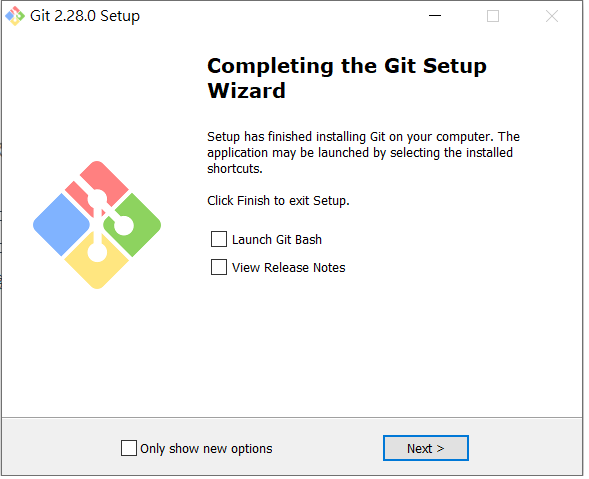 Git 2.28.0 Setup
Completing the Git Setup
Wizard
Setup has finished installing Git on your computer. The
application may be launched by selecting the installed
shortcuts.
Click Finish to exit Setup.
Launch Git Bash
View Release Notes
Only show new options
Next >